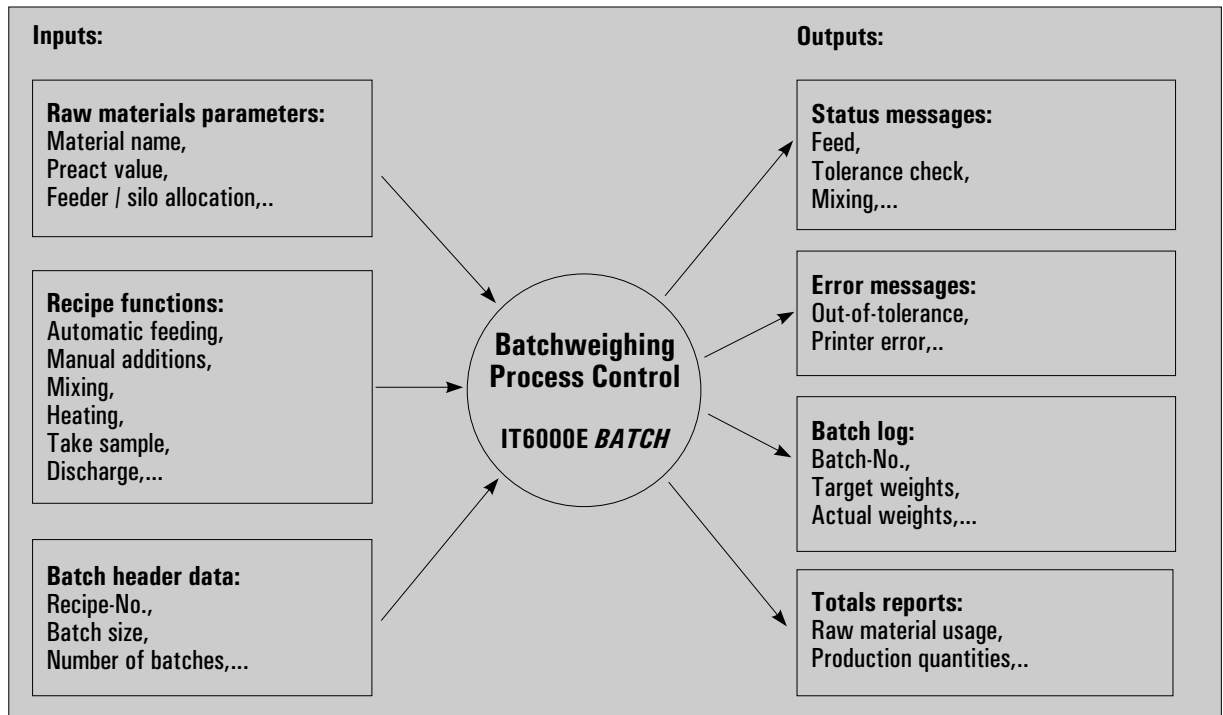 Inputs:
Raw materials parameters:
Material name,
Preact value,
Feeder / silo allocation,..
Recipe functions:
Automatic feeding,
Manual additions,
Mixing,
Heating,
Take sample,
Discharge,...
Batch header data:
Recipe-No.,
Batch size,
Number of batches,...
Batchweighing
Process Control
IT6000E BATCH
Outputs:
Status messages:
Feed,
Tolerance check,
Mixing,...
Error messages:
Out-of-tolerance,
Printer error,..
Batch log:
Batch-No.,
Target weights,
Actual weights,...
Totals reports:
Raw material usage,
Production quantities,..